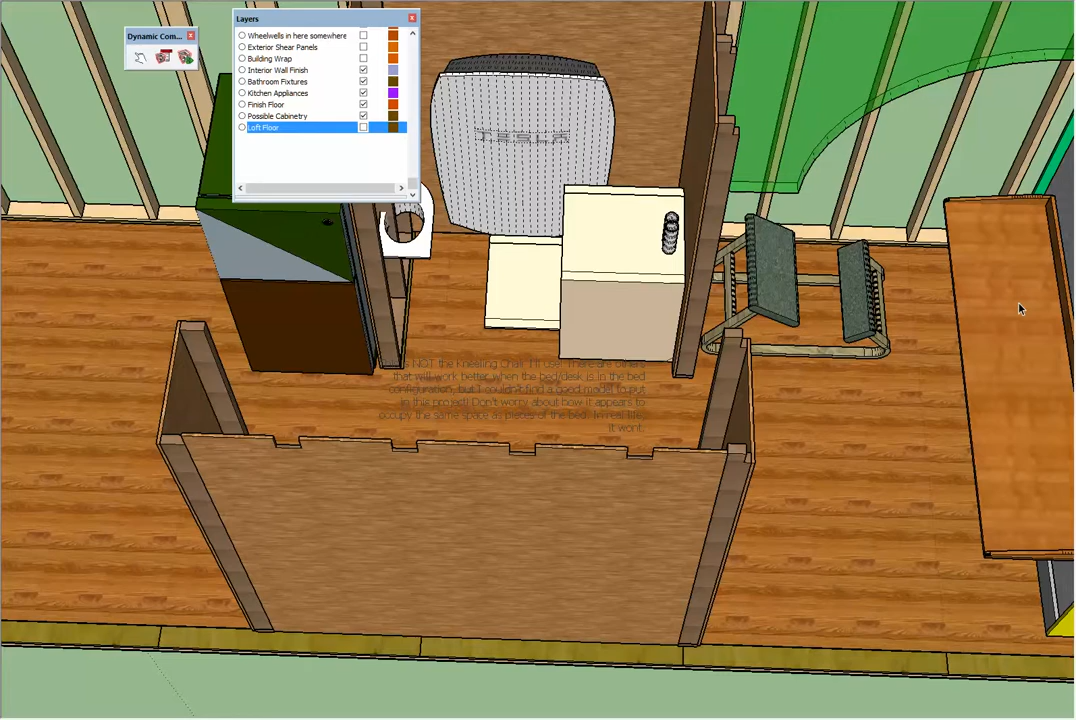 Dynamic Com...
Layers
Wheelwells in here somewhere
Exterior Shear Panels
Building Wrap
Interior Wall Finish
Bathroom Fixtures
Kitchen Appliances
Finish Floor
Possible Cabinetry
Loft Floor
is NOT the Kneeling Chair I'll use! There are others
that will work better when the bed/desk is in the bed
configuration, but I couldn't find a good model to put
in this project! Don't worry about how it appears to
occupy the same space as pieces of the bed. In real life,
it wont.